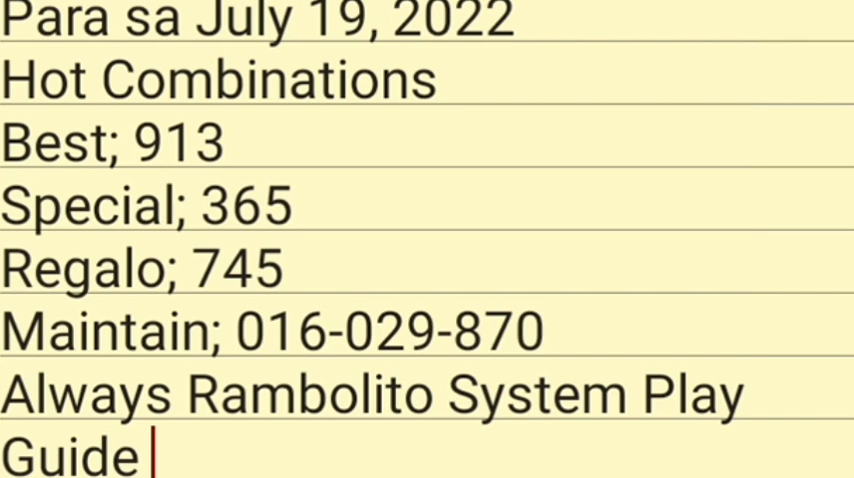 Para sa July 19, 2022
Hot Combinations
Best; 913
Special; 365
Regalo; 745
Maintain; 016-029-870
Always Rambolito System Play
Guide